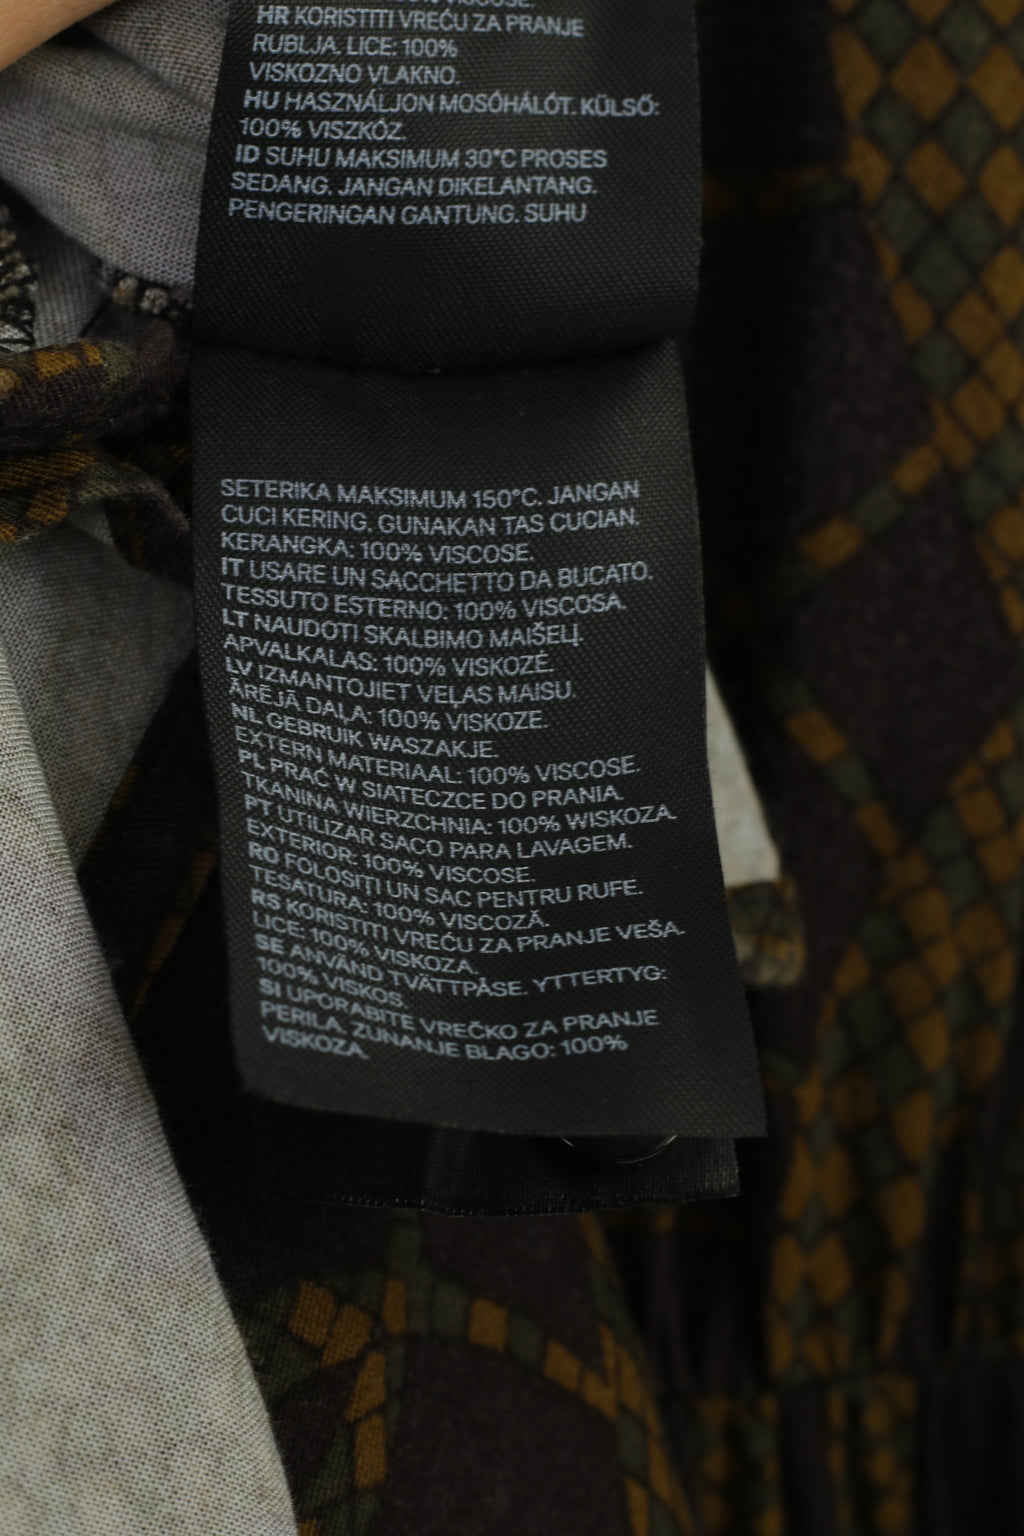 HR KORISTITI VREĆU ZA PRANJE
RUBLJA. LICE: 100%
VISKOZNO VLAKNO.
HU HASZNÁLJON MOSÓHÁLÓT. KÜLSŐ:
100% VISZKÓZ.
ID SUHU MAKSIMUM 30°C PROSES
SEDANG. JANGAN DIKELANTANG.
PENGERINGAN GANTUNG. SUHU
SETERIKA MAKSIMUM 150°C. JANGAN
CUCI KERING. GUNAKAN TAS CUCIAN.
KERANGKA: 100% VISCOSE.
IT USARE UN SACCHETTO DA BUCATO.
TESSUTO ESTERNO: 100% VISCOSA.
LT NAUDOTI SKALBIMO MAIŠELĮ.
APVALKALAS: 100% VISKOZĖ.
LV IZMANTOJIET VEĻAS MAISU.
ĀRĒJĀ DAĻA: 100% VISKOZE.
NL GEBRUIK WASZAKJE.
EXTERN MATERIAAL: 100% VISCOSE.
PL PRAĆ W SIATECZCE DO PRANIA.
TKANINA WIERZCHNIA: 100% WISKOZA.
PT UTILIZAR SACO PARA LAVAGEM.
EXTERIOR: 100% VISCOSE.
RO FOLOSIȚI UN SAC PENTRU RUFE.
ȚESĂTURA: 100% VISCOZĂ.
RS KORISTITI VREĆU ZA PRANJE VEŠA.
LICE: 100% VISKOZA.
SE ANVÄND TVÄTTPÅSE. YTTERTYG:
100% VISKOS.
SI UPORABITE VREČKO ZA PRANJE
PERILA. ZUNANJE BLAGO: 100%
VISKOZA.